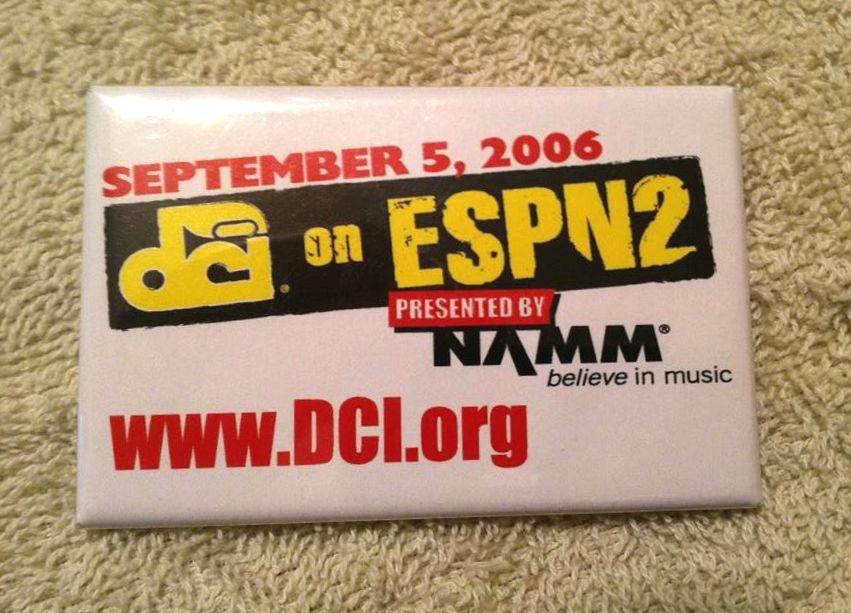 SEPTEMBER 5, 2006
dci® on ESPN2
PRESENTED BY
NAMM®
believe in music
www.DCI.org